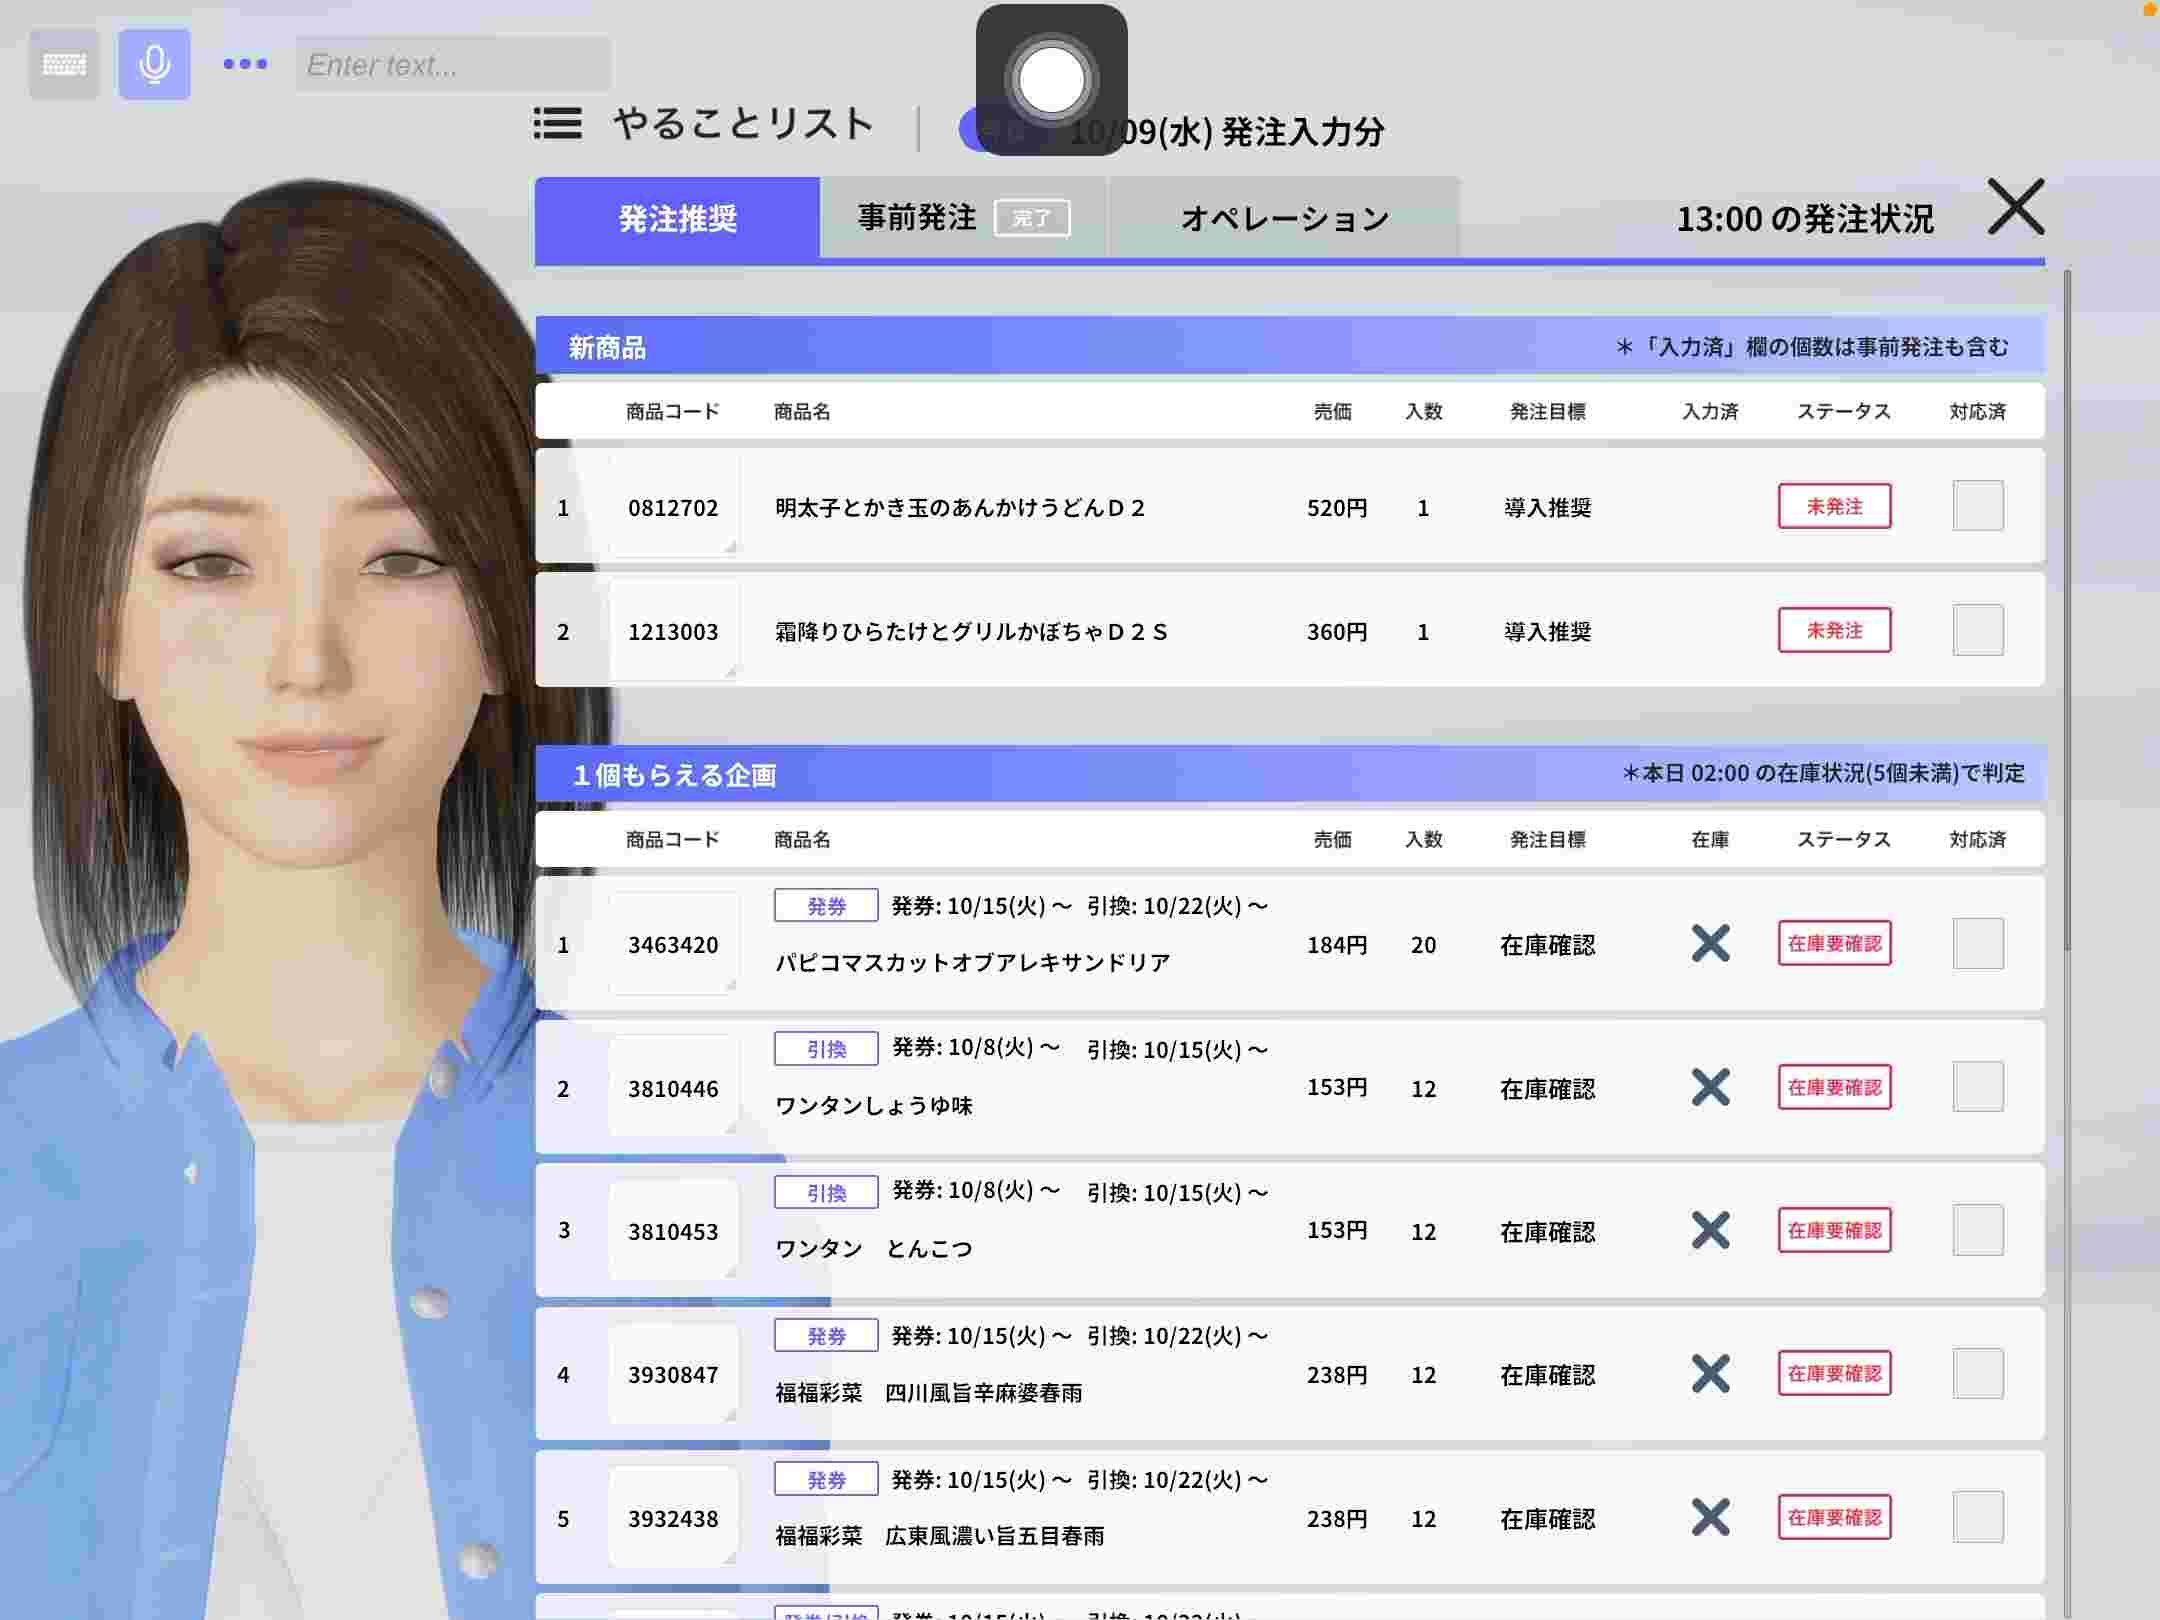 Enter text...
やることリスト
10/09(水) 発注入力分
発注推奨 事前発注 完了 オペレーション 13:00 の発注状況
新商品 ＊「入力済」欄の個数は事前発注も含む
商品コード 商品名 売価 入数 発注目標 入力済 ステータス 対応済
1 0812702 明太子とかき玉のあんかけうどんＤ２ 520円 1 導入推奨 未発注
2 1213003 霜降りひらたけとグリルかぼちゃＤ２Ｓ 360円 1 導入推奨 未発注
１個もらえる企画 ＊本日 02:00 の在庫状況(5個未満)で判定
商品コード 商品名 売価 入数 発注目標 在庫 ステータス 対応済
発券 発券: 10/15(火)～ 引換: 10/22(火)～
1 3463420 パピコマスカットオブアレキサンドリア 184円 20 在庫確認 在庫要確認
引換 発券: 10/8(火)～ 引換: 10/15(火)～
2 3810446 ワンタンしょうゆ味 153円 12 在庫確認 在庫要確認
引換 発券: 10/8(火)～ 引換: 10/15(火)～
3 3810453 ワンタン　とんこつ 153円 12 在庫確認 在庫要確認
発券 発券: 10/15(火)～ 引換: 10/22(火)～
4 3930847 福福彩菜　四川風旨辛麻婆春雨 238円 12 在庫確認 在庫要確認
発券 発券: 10/15(火)～ 引換: 10/22(火)～
5 3932438 福福彩菜　広東風濃い旨五目春雨 238円 12 在庫確認 在庫要確認